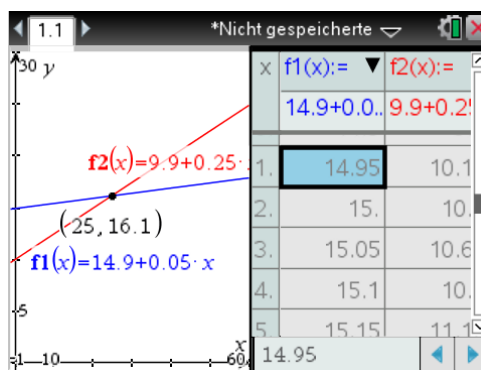 1.1 *Nicht gespeicherte
30 y
f2(x)=9.9+0.25·
(25,16.1)
f1(x)=14.9+0.05·x
5
x
-1 10 60
x f1(x):= f2(x):=
14.9+0.0.. 9.9+0.2
1. 14.95 10.1
2. 15. 10.
3. 15.05 10.6
4. 15.1 10.
5. 15.15 11.1
14.95